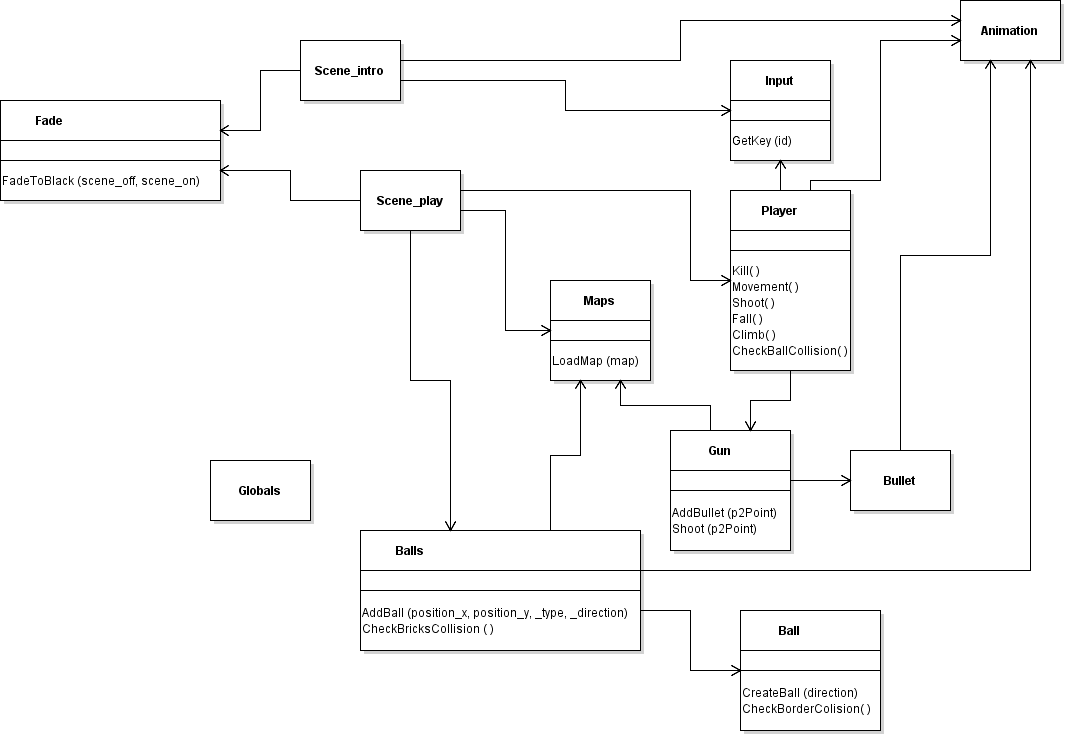 Animation
Scene_intro
Input
GetKey (id)
Fade
FadeToBlack (scene_off, scene_on)
Scene_play
Player
Kill( )
Movement( )
Shoot( )
Fall( )
Climb( )
CheckBallCollision( )
Maps
LoadMap (map)
Gun
AddBullet (p2Point)
Shoot (p2Point)
Bullet
Globals
Balls
AddBall (position_x, position_y, _type, _direction)
CheckBricksCollision ( )
Ball
CreateBall (direction)
CheckBorderColision( )